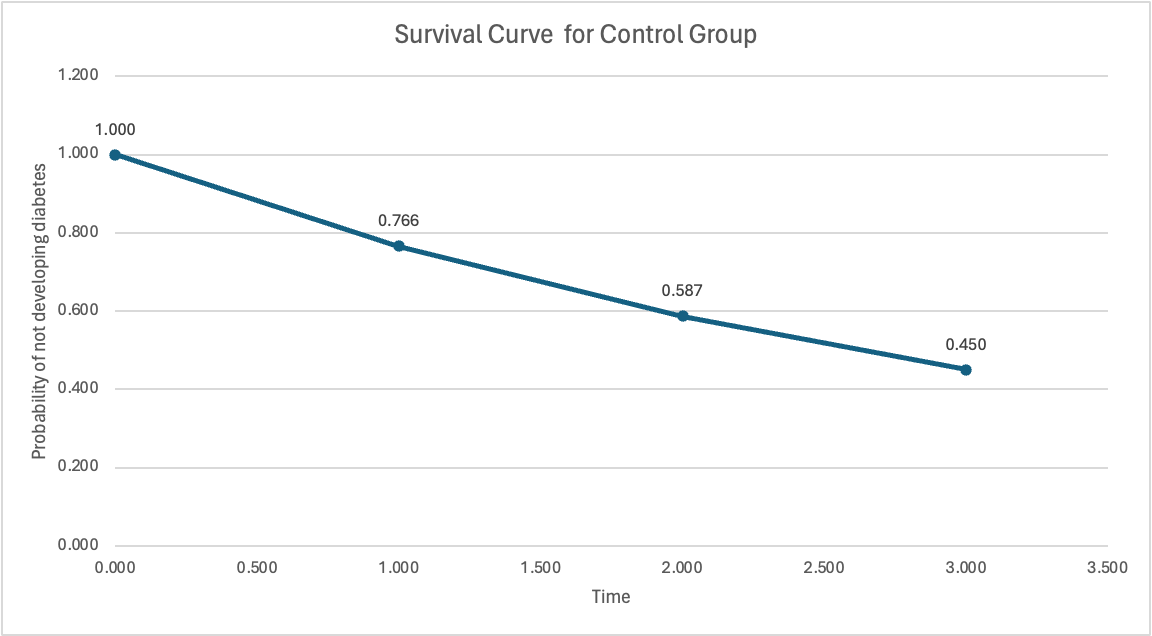 Survival Curve for Control Group
1.200
1.000
1.000
0.800
0.766
0.600
0.587
0.450
0.400
0.200
0.000
Probability of not developing diabetes
0.000 0.500 1.000 1.500 2.000 2.500 3.000 3.500
Time